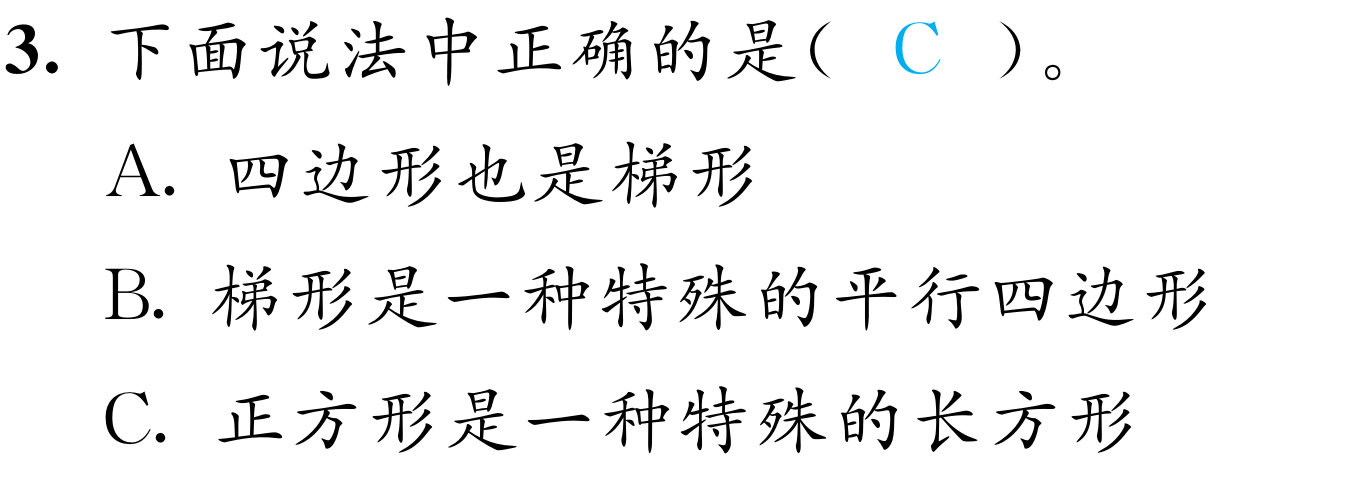 3. 下面说法中正确的是( C )。
A. 四边形也是梯形
B. 梯形是一种特殊的平行四边形
C. 正方形是一种特殊的长方形